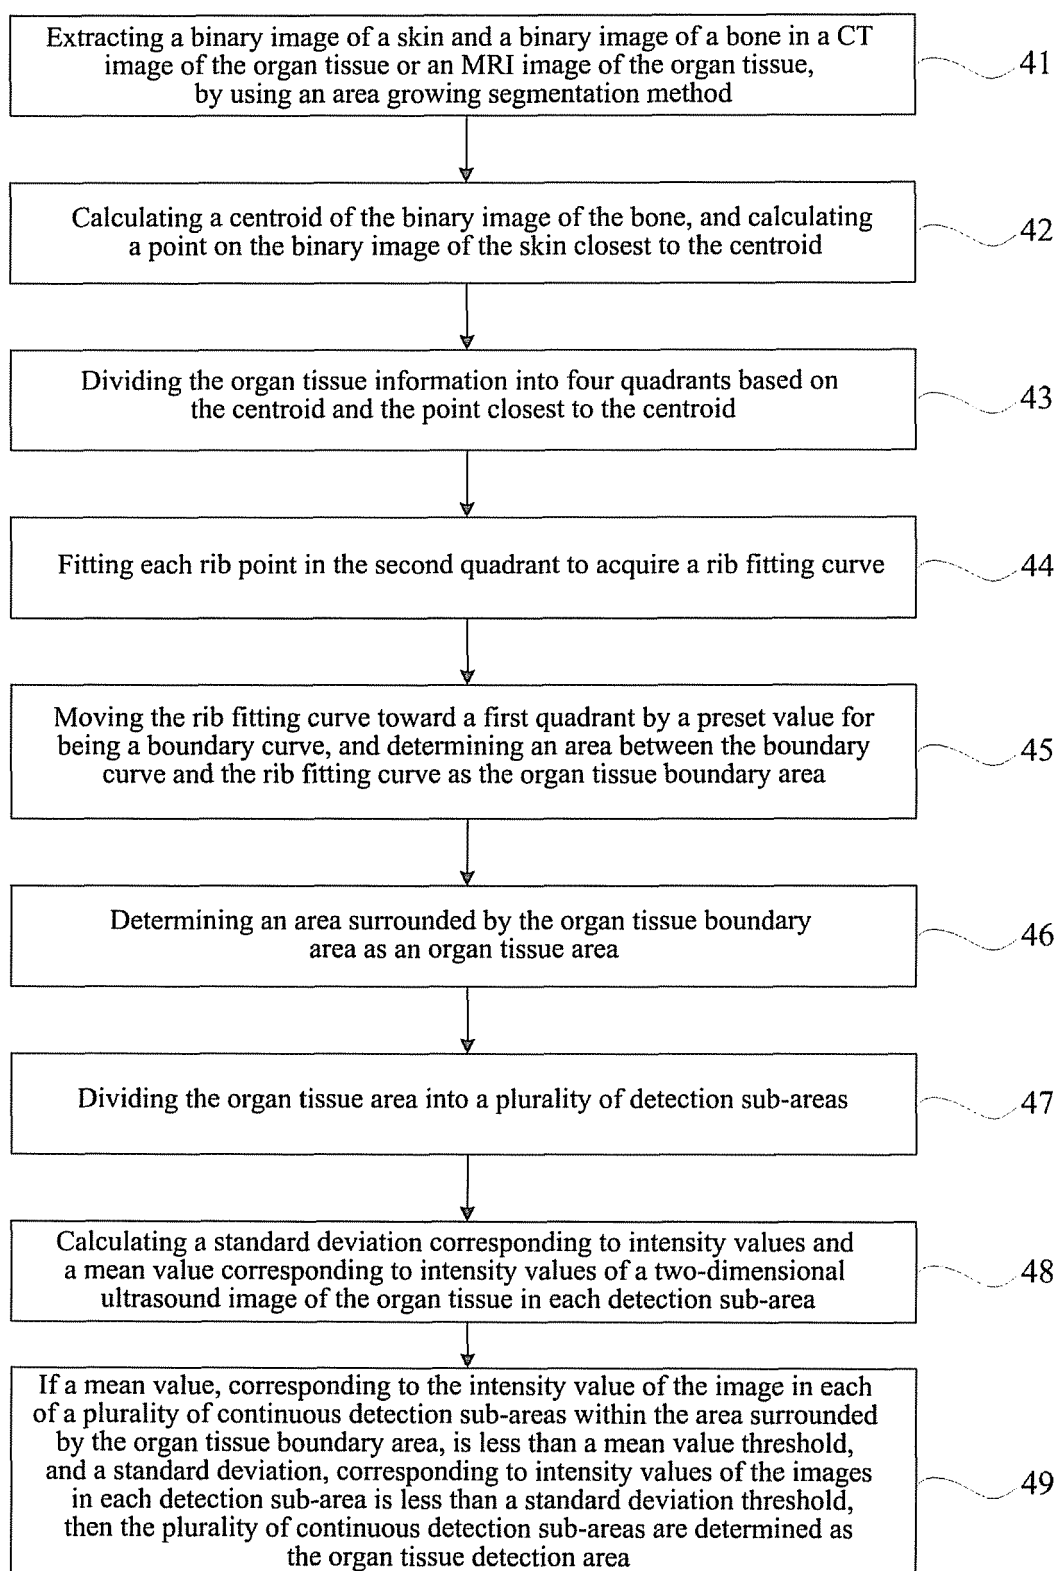 Extracting a binary image of a skin and a binary image of a bone in a CT
image of the organ tissue or an MRI image of the organ tissue,
by using an area growing segmentation method
41
Calculating a centroid of the binary image of the bone, and calculating
a point on the binary image of the skin closest to the centroid
42
Dividing the organ tissue information into four quadrants based on
the centroid and the point closest to the centroid
43
Fitting each rib point in the second quadrant to acquire a rib fitting curve
44
Moving the rib fitting curve toward a first quadrant by a preset value for
being a boundary curve, and determining an area between the boundary
curve and the rib fitting curve as the organ tissue boundary area
45
Determining an area surrounded by the organ tissue boundary
area as an organ tissue area
46
Dividing the organ tissue area into a plurality of detection sub-areas
47
Calculating a standard deviation corresponding to intensity values and
a mean value corresponding to intensity values of a two-dimensional
ultrasound image of the organ tissue in each detection sub-area
48
If a mean value, corresponding to the intensity value of the image in each
of a plurality of continuous detection sub-areas within the area surrounded
by the organ tissue boundary area, is less than a mean value threshold,
and a standard deviation, corresponding to intensity values of the images
in each detection sub-area is less than a standard deviation threshold,
then the plurality of continuous detection sub-areas are determined as
the organ tissue detection area
49